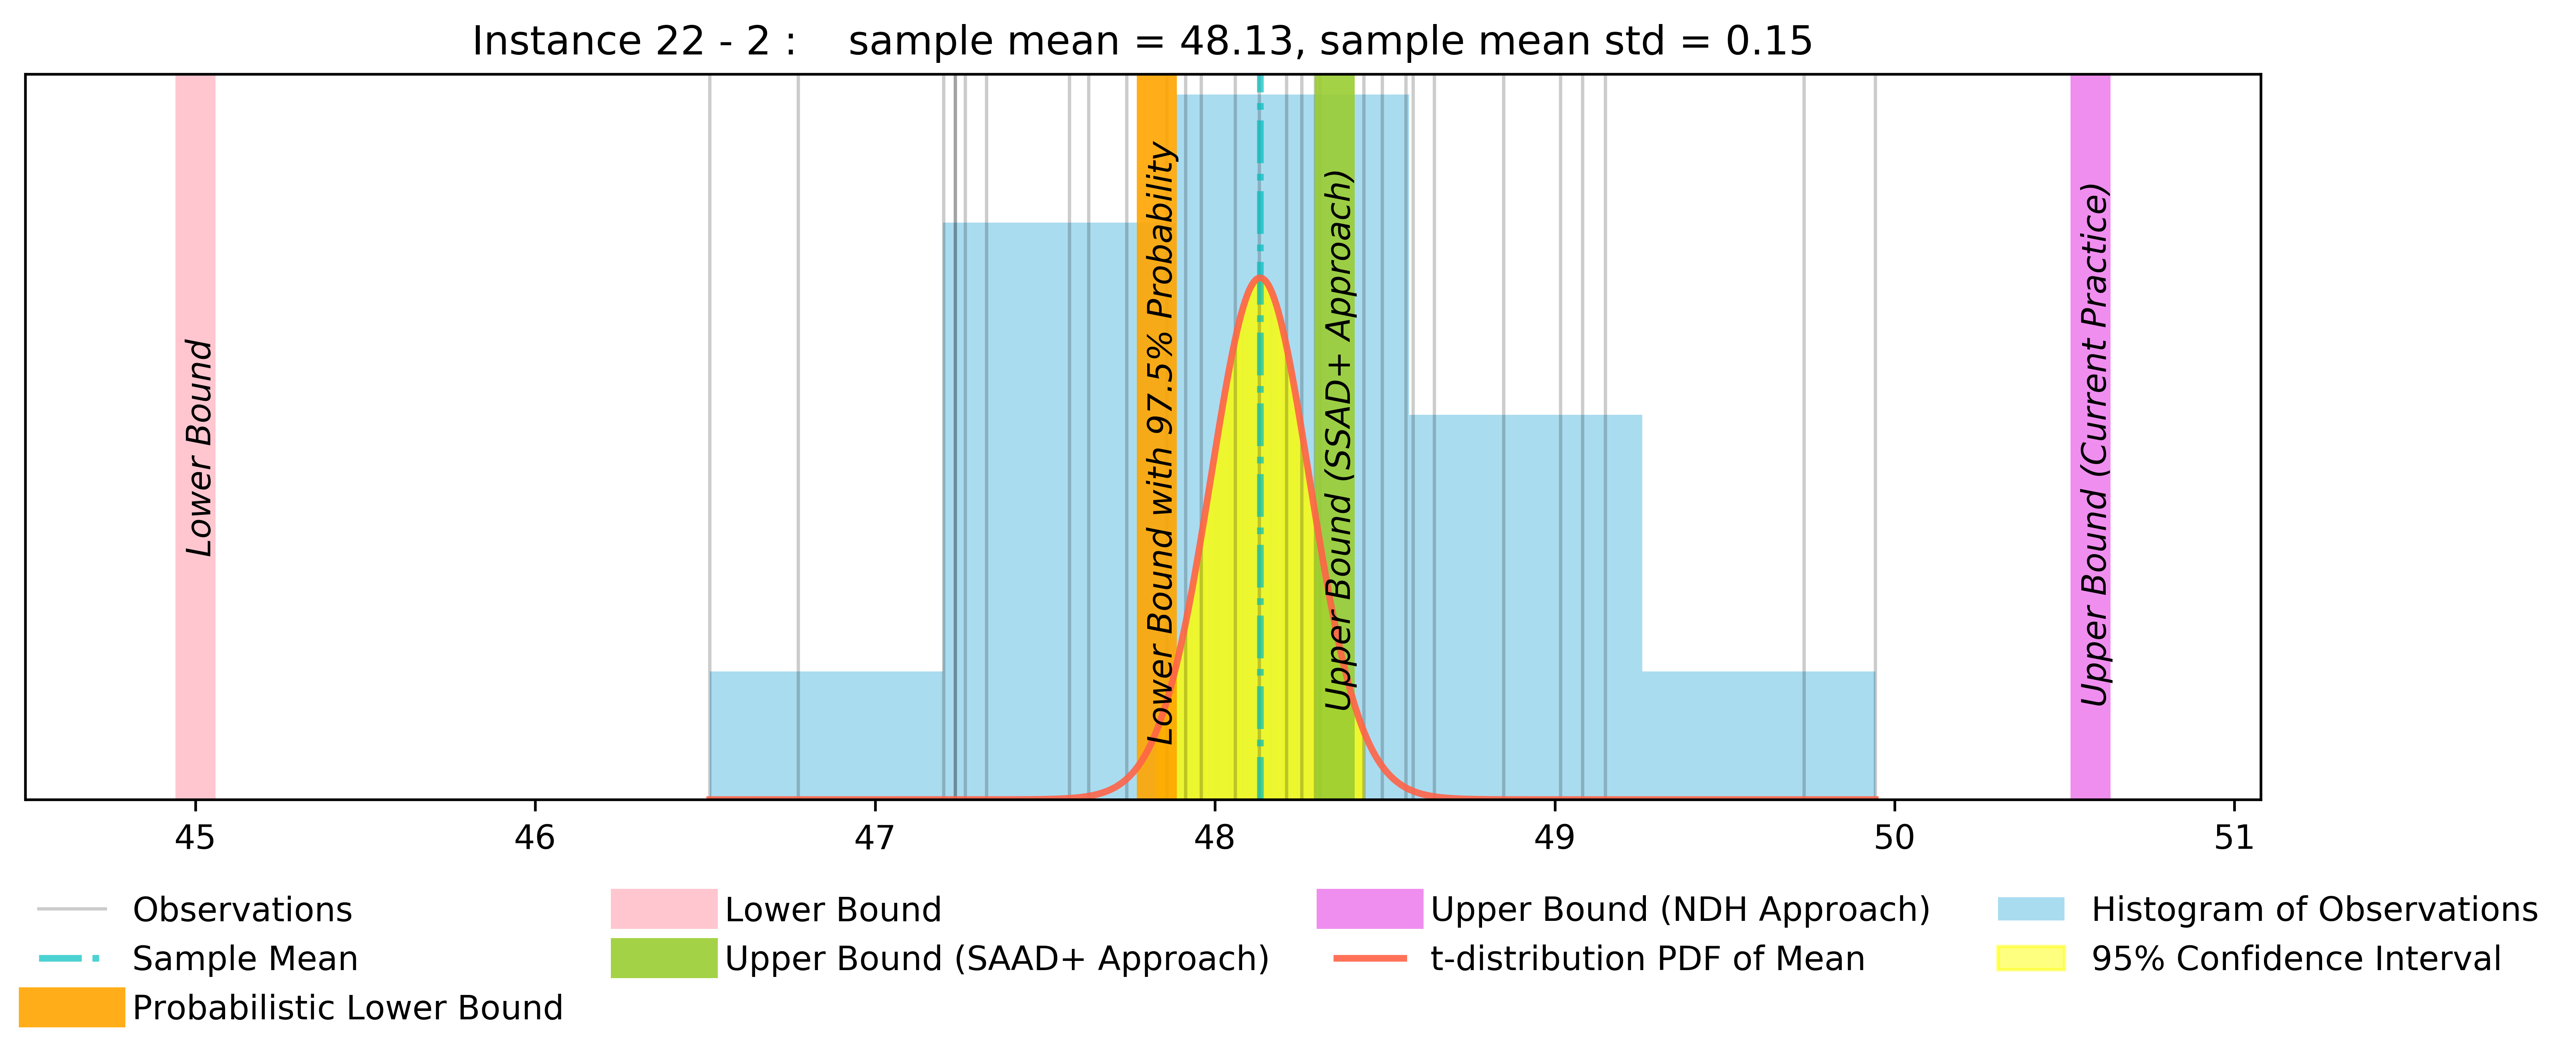 Instance 22 - 2 :    sample mean = 48.13, sample mean std = 0.15
Lower Bound
Lower Bound with 97.5% Probability
Upper Bound (SSAD+ Approach)
Upper Bound (Current Practice)
45 46 47 48 49 50 51
Observations
Sample Mean
Probabilistic Lower Bound
Lower Bound
Upper Bound (SAAD+ Approach)
Upper Bound (NDH Approach)
t-distribution PDF of Mean
Histogram of Observations
95% Confidence Interval